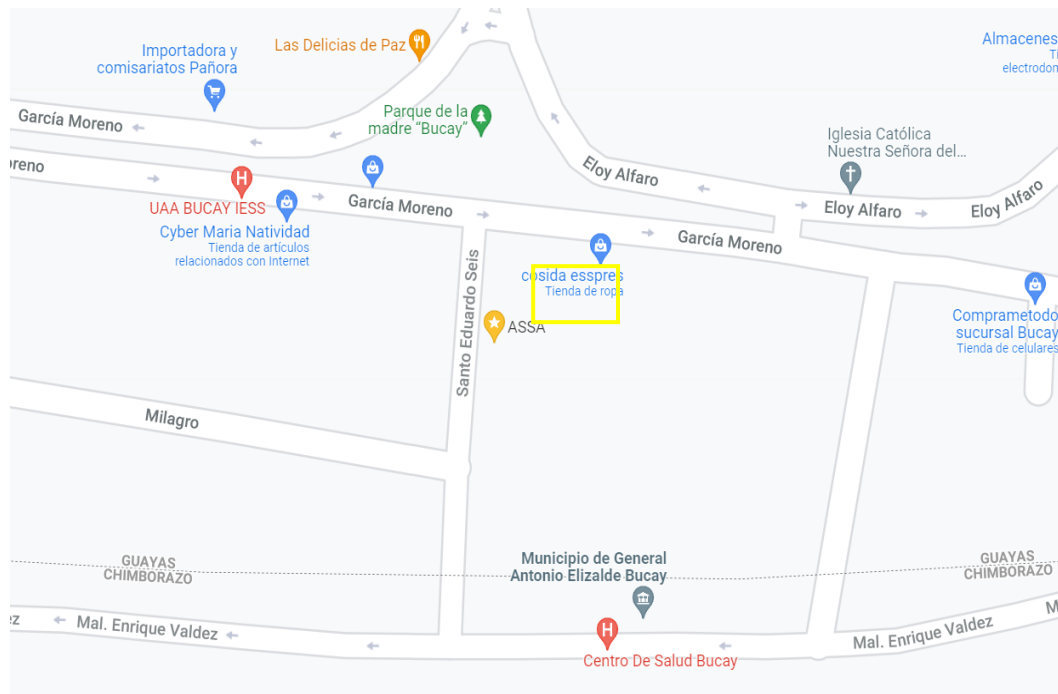 Importadora y
comisariatos Pañora
Las Delicias de Paz
Almacenes
electrodom
García Moreno
Parque de la
madre “Bucay”
Iglesia Católica
Nuestra Señora del...
reno
Eloy Alfaro
UAA BUCAY IESS
García Moreno
Eloy Alfaro
Eloy Alfaro
Cyber Maria Natividad
Tienda de artículos
relacionados con Internet
García Moreno
cosida esspres
Tienda de ropa
Santo Eduardo Seis
ASSA
Comprametodo
sucursal Bucay
Tienda de celulares
Milagro
GUAYAS
CHIMBORAZO
Municipio de General
Antonio Elizalde Bucay
GUAYAS
CHIMBORAZO
ez
Mal. Enrique Valdez
Mal. Enrique Valdez
M
Centro De Salud Bucay